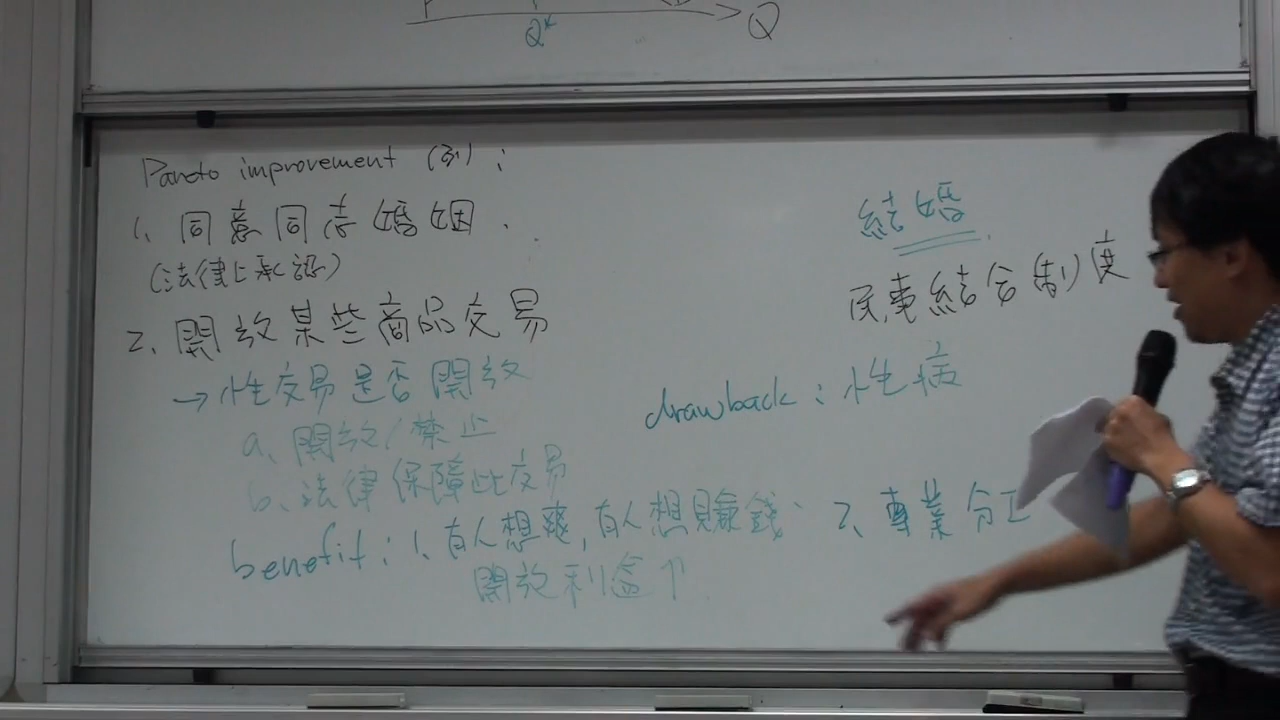 Q* Q
Pareto improvement (例):
1、同意同志婚姻.
(法律上承認)
2、開放某些商品交易
→性交易是否開放
a、開放/禁止
b、法律保障此交易
benefit:1、有人想爽,有人想賺錢、 2、專業分工
開放利益↑
結婚
民事結合制度
drawback:性病